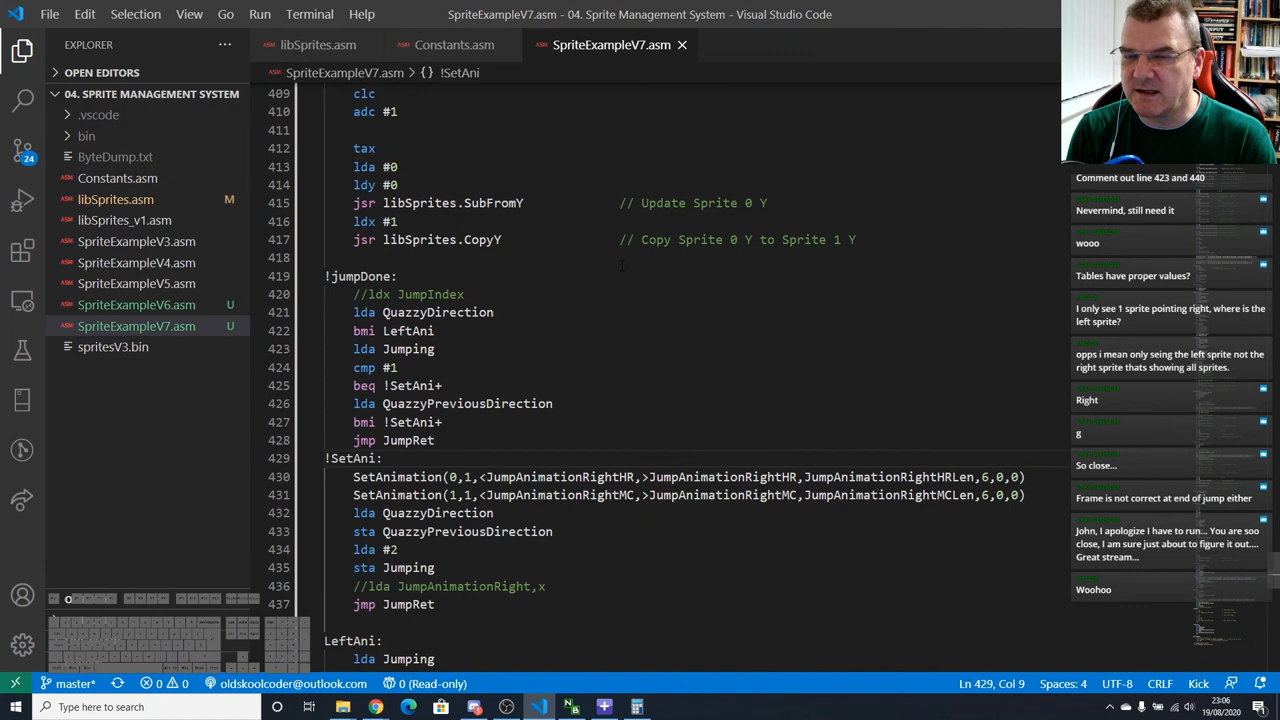 File Edit Selection View Go Run Terminal Help
SpriteExampleV7.asm - 04. Sprite Management System - Visual Studio Code
EXPLORER ...
ASM libSprites.asm ASM Constants.asm ASM SpriteExampleV7.asm
OPEN EDITORS
ASM SpriteExampleV7.asm > {} !SetAni
04. SPRITE MANAGEMENT SYSTEM
.vscode
bin
ByteDump.txt
ASM Constants.asm
ASM libSprites.asm M
ASM libSprites_v1.asm
ASM SpriteExampleV3.asm
ASM SpriteExampleV4.asm
ASM SpriteExampleV5.asm
ASM SpriteExampleV6.asm U
ASM SpriteExampleV7.asm U
spritesV3.bin
24
409 clc
410 adc #1
411
412 tax
413 lda #0
414 ldy #0
415 jsr libSprites.SubFromY // Update Sprite 0 Y
416 ldx #1
417 jsr libSprites.CopyY // Copy Sprite 0 Y to Sprite 1 Y
418
419 !jumpDone:
420 //ldx JumpIndex
421 lda QuazzyDirection
422 bmi LeftAni
423 lda Jumping
424 cmp #1
425 beq !SetAni+
426 lda QuazzyPreviousDirection
427 bmi !SetAni+
428 jmp JumpRet
429 !SetAni:
430 SetAnimation(0,1,<JumpAnimationRightHR,>JumpAnimationRightHR,JumpAnimationRightHRLen,6,0,0)
431 SetAnimation(1,1,<JumpAnimationRightMC,>JumpAnimationRightMC,JumpAnimationRightMCLen,6,0,0)
432 lda QuazzyDirection
433 sta QuazzyPreviousDirection
434 lda #2
435 sta Jumping
436 //lda JumpAnimationRight,x
437 jmp JumpRet
LeftAni:
lda Jumping
Comment out line 423 and 440
Nevermind, still need it
wooo
Tables have proper values?
I only see 1 sprite pointing right, where is the
left sprite?
opps i mean only seing the left sprite not the
right sprite thats showing all sprites.
Right
g
So close...
Frame is not correct at end of jump either
John, I apologize I have to run... You are soo
close, I am sure just about to figure it out....
Great stream...
Woohoo
master* 0 0 oldskoolcoder@outlook.com 0 (Read-only)
Ln 429, Col 9 Spaces: 4 UTF-8 CRLF Kick
Type here to search
23:06
19/08/2020